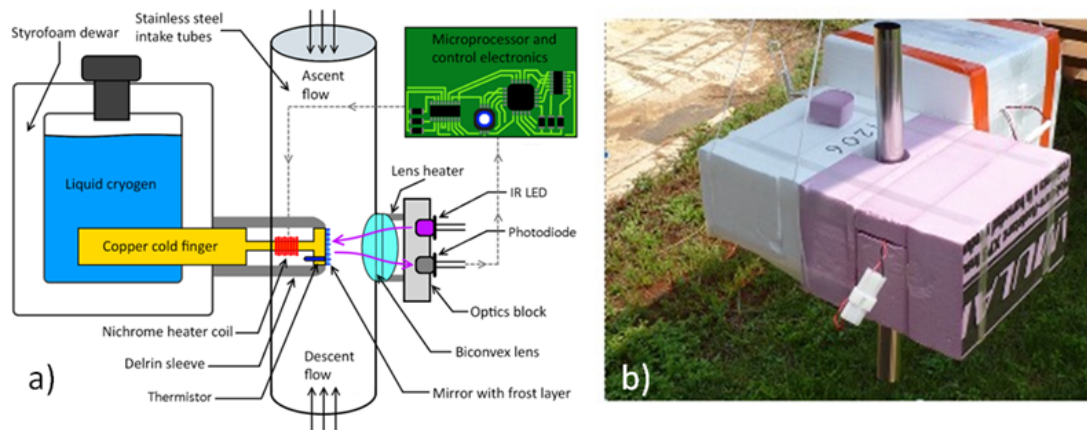 Styrofoam dewar
Stainless steel
intake tubes
Ascent
flow
Microprocessor and
control electronics
Liquid cryogen
Lens heater
IR LED
Photodiode
Copper cold finger
Nichrome heater coil
Delrin sleeve
Thermistor
Descent
flow
Optics block
Biconvex lens
Mirror with frost layer
a)
1206
b)